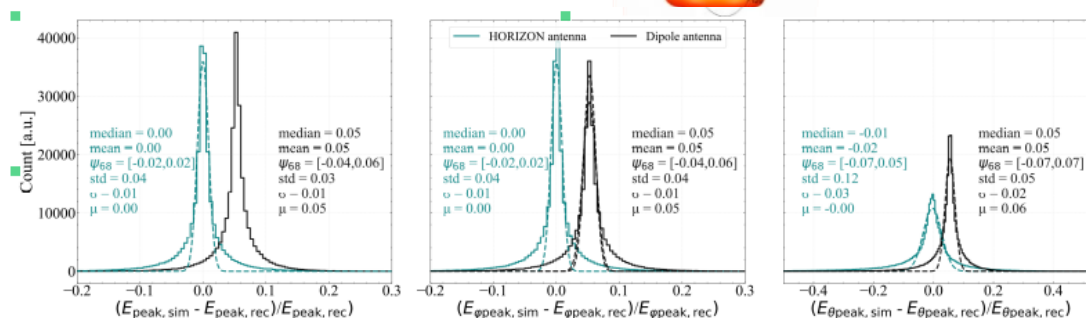 HORIZON antenna
Dipole antenna
Count [a.u.]
40000
30000
20000
10000
0
median = 0.00
mean = 0.00
ψ68 = [-0.02,0.02]
std = 0.04
σ = 0.01
μ = 0.00
median = 0.05
mean = 0.05
ψ68 = [-0.04,0.06]
std = 0.03
σ = 0.01
μ = 0.05
−0.2 −0.1 0.0 0.1 0.2 0.3
(Epeak, sim - Epeak, rec)/Epeak, rec)
median = 0.00
mean = 0.00
ψ68 = [-0.02,0.02]
std = 0.04
σ = 0.01
μ = 0.00
median = 0.05
mean = 0.05
ψ68 = [-0.04,0.06]
std = 0.04
σ = 0.01
μ = 0.05
−0.2 −0.1 0.0 0.1 0.2 0.3
(Eφpeak, sim - Eφpeak, rec)/Eφpeak, rec)
median = -0.01
mean = -0.02
ψ68 = [-0.07,0.05]
std = 0.12
σ = 0.03
μ = -0.00
median = 0.05
mean = 0.05
ψ68 = [-0.07,0.07]
std = 0.05
σ = 0.02
μ = 0.06
−0.4 −0.2 0.0 0.2 0.4
(Eθpeak, sim - Eθpeak, rec)/Eθpeak, rec)